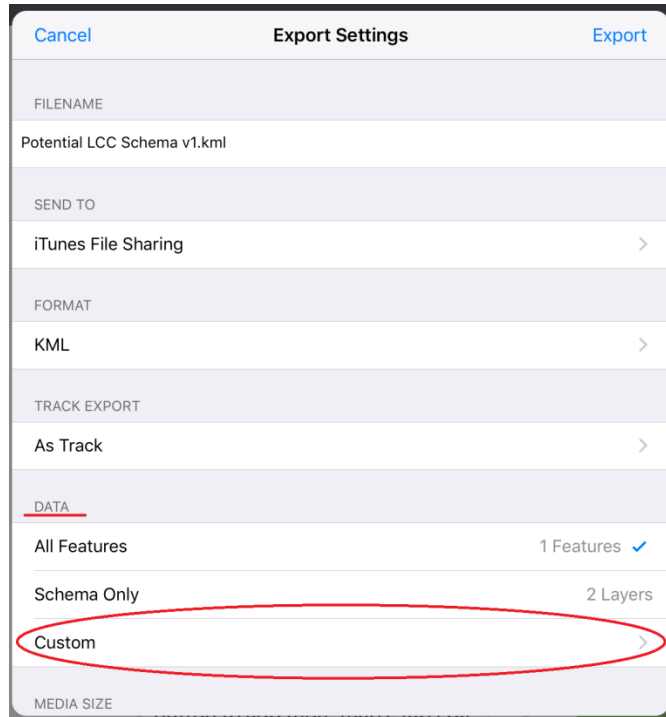 Cancel Export Settings Export
FILENAME
Potential LCC Schema v1.kml
SEND TO
iTunes File Sharing
FORMAT
KML
TRACK EXPORT
As Track
DATA
All Features 1 Features
Schema Only 2 Layers
Custom
MEDIA SIZE